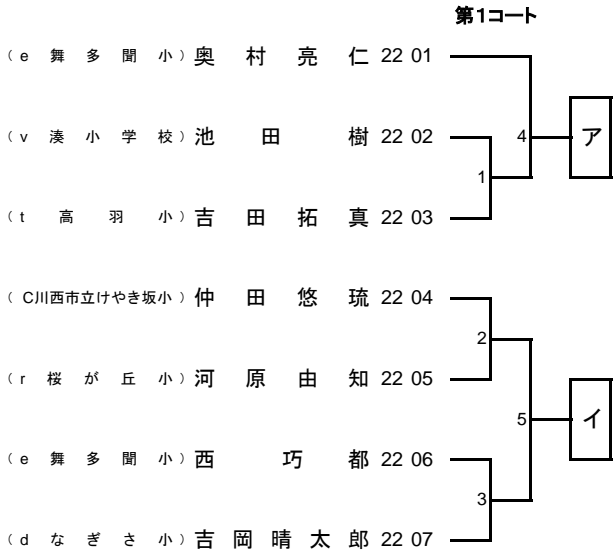 第1コート
( e 舞 多 聞 小 ) 奥 村 亮 仁 22 01
( v 湊 小 学 校 ) 池 田 樹 22 02
4
ア
1
( t 高 羽 小 ) 吉 田 拓 真 22 03
( C川西市立けやき坂小 ) 仲 田 悠 琉 22 04
2
( r 桜 が 丘 小 ) 河 原 由 知 22 05
5
イ
( e 舞 多 聞 小 ) 西 巧 都 22 06
3
( d な ぎ さ 小 ) 吉 岡 晴 太 郎 22 07